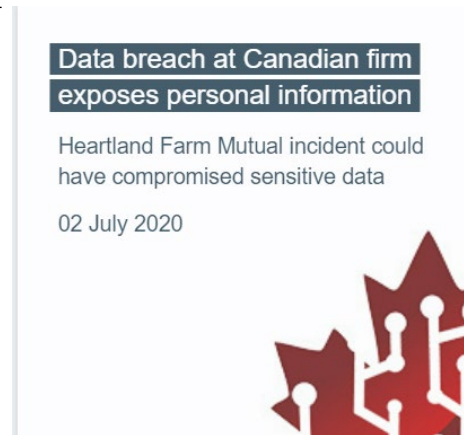 Data breach at Canadian firm
exposes personal information
Heartland Farm Mutual incident could
have compromised sensitive data
02 July 2020